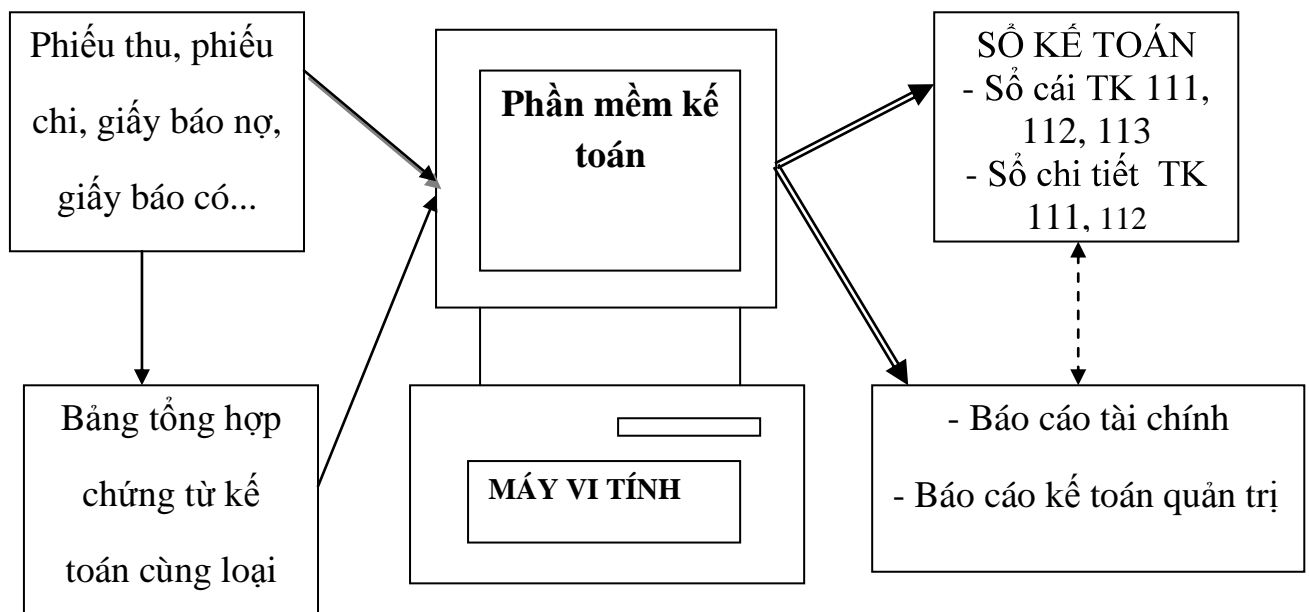 Phiếu thu, phiếu
chi, giấy báo nợ,
giấy báo có...
Phần mềm kế
toán
SỔ KẾ TOÁN
- Sổ cái TK 111,
112, 113
- Sổ chi tiết TK
111, 112
Bảng tổng hợp
chứng từ kế
toán cùng loại
MÁY VI TÍNH
- Báo cáo tài chính
- Báo cáo kế toán quản trị